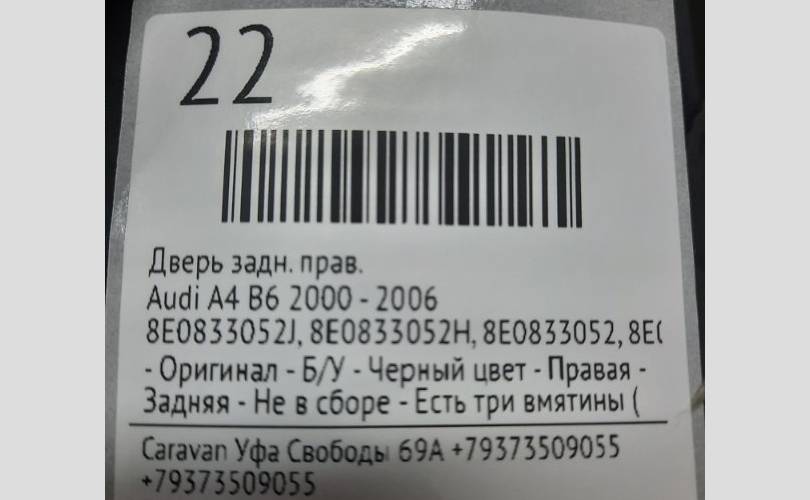 22
Дверь задн. прав.
Audi A4 B6 2000 - 2006
8E0833052J, 8E0833052H, 8E0833052, 8E(
- Оригинал - Б/У - Черный цвет - Правая -
Задняя - Не в сборе - Есть три вмятины (
Caravan Уфа Свободы 69А +79373509055
+79373509055